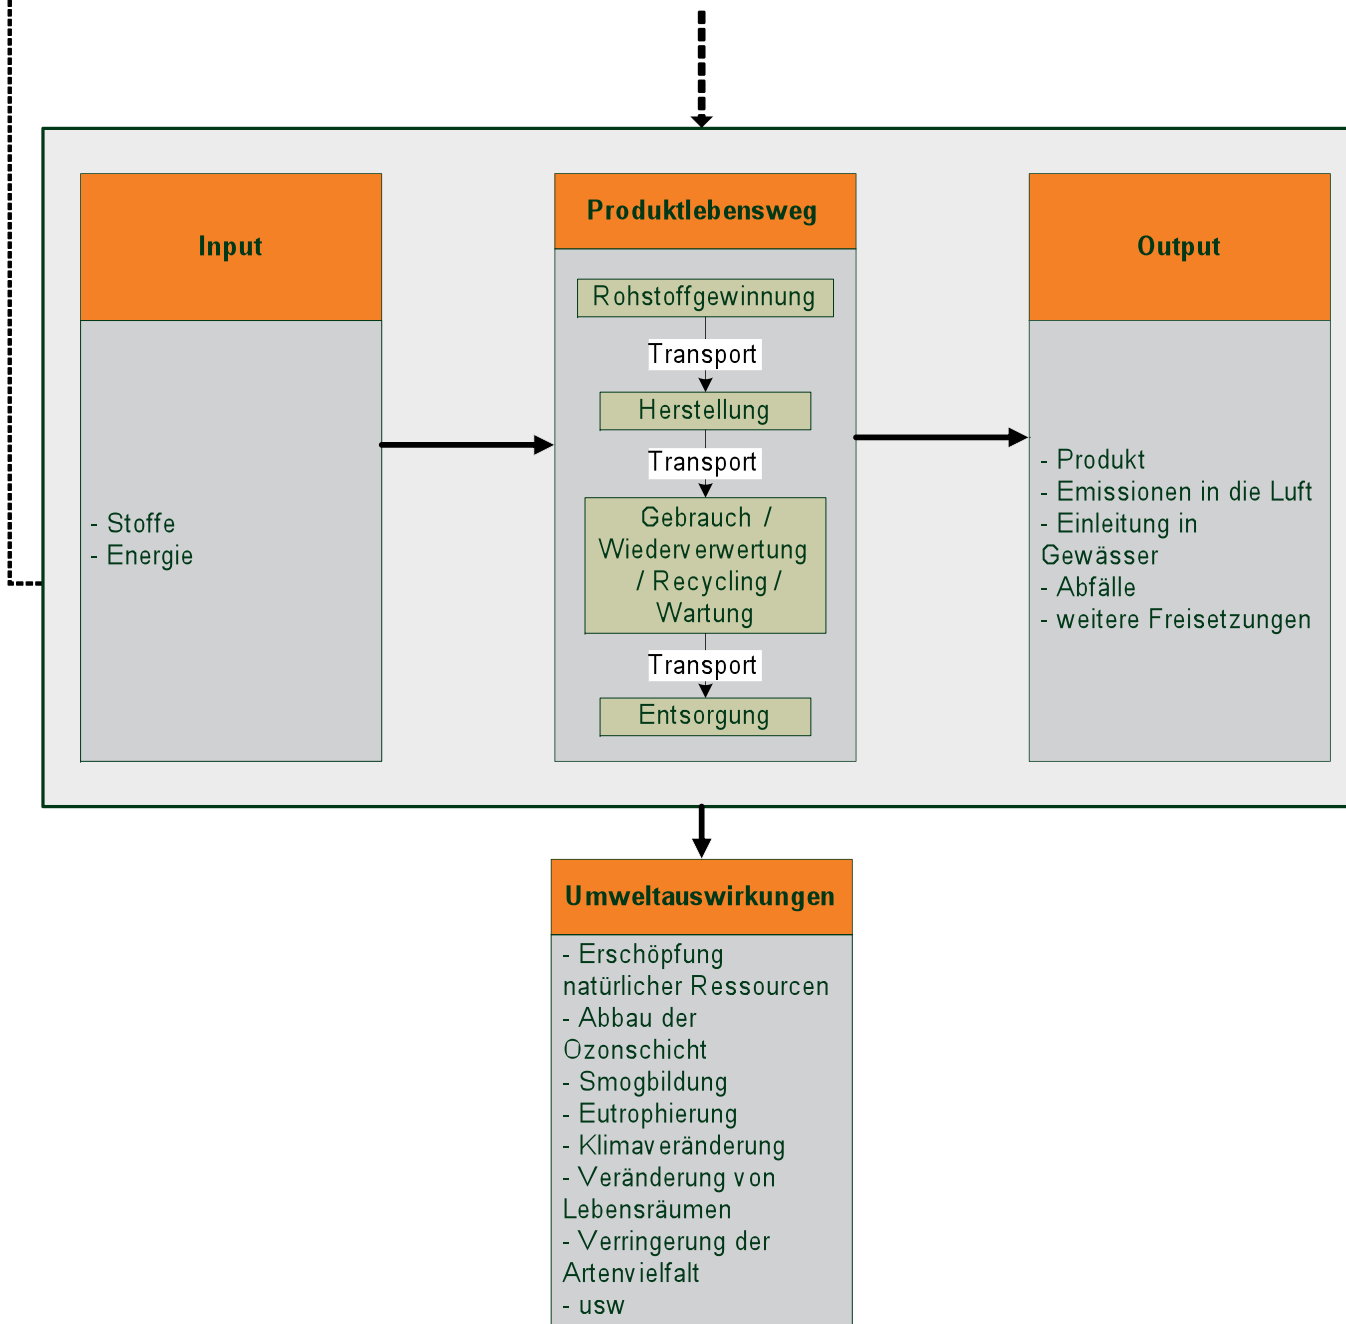 Input
- Stoffe
- Energie
Produktlebensweg
Rohstoffgewinnung
Transport
Herstellung
Transport
Gebrauch /
Wiederverwertung
/ Recycling /
Wartung
Transport
Entsorgung
Output
- Produkt
- Emissionen in die Luft
- Einleitung in
Gewässer
- Abfälle
- weitere Freisetzungen
Umweltauswirkungen
- Erschöpfung
natürlicher Ressourcen
- Abbau der
Ozonschicht
- Smogbildung
- Eutrophierung
- Klimaveränderung
- Veränderung von
Lebensräumen
- Verringerung der
Artenvielfalt
- usw